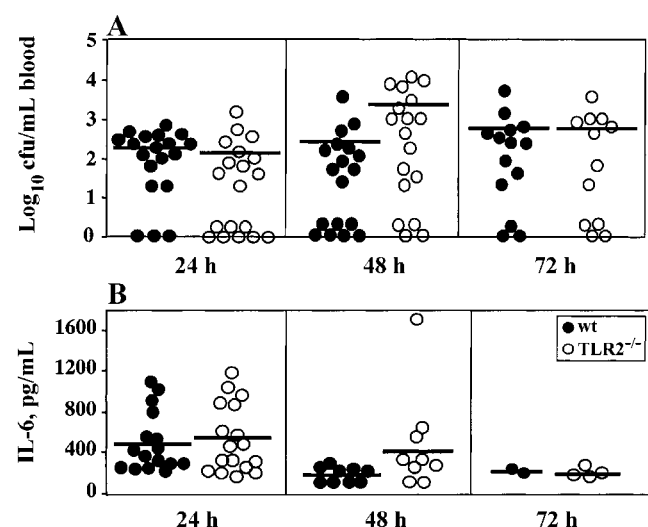 A
Log10 cfu/mL blood
5
4
3
2
1
0
24 h
48 h
72 h
B
IL-6, pg/mL
1600
1200
800
400
0
wt
TLR2-/-
24 h
48 h
72 h